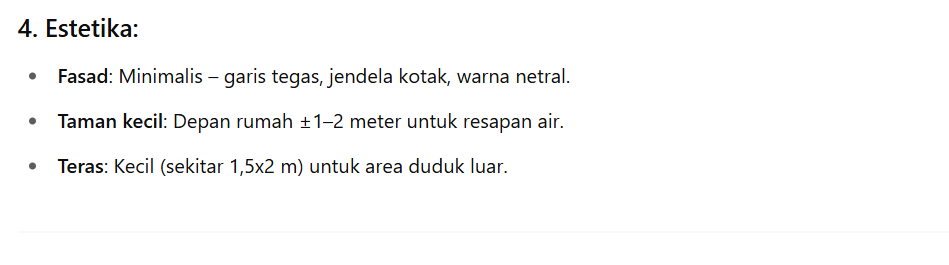 4. Estetika:
• Fasad: Minimalis – garis tegas, jendela kotak, warna netral.
• Taman kecil: Depan rumah ±1–2 meter untuk resapan air.
• Teras: Kecil (sekitar 1,5x2 m) untuk area duduk luar.